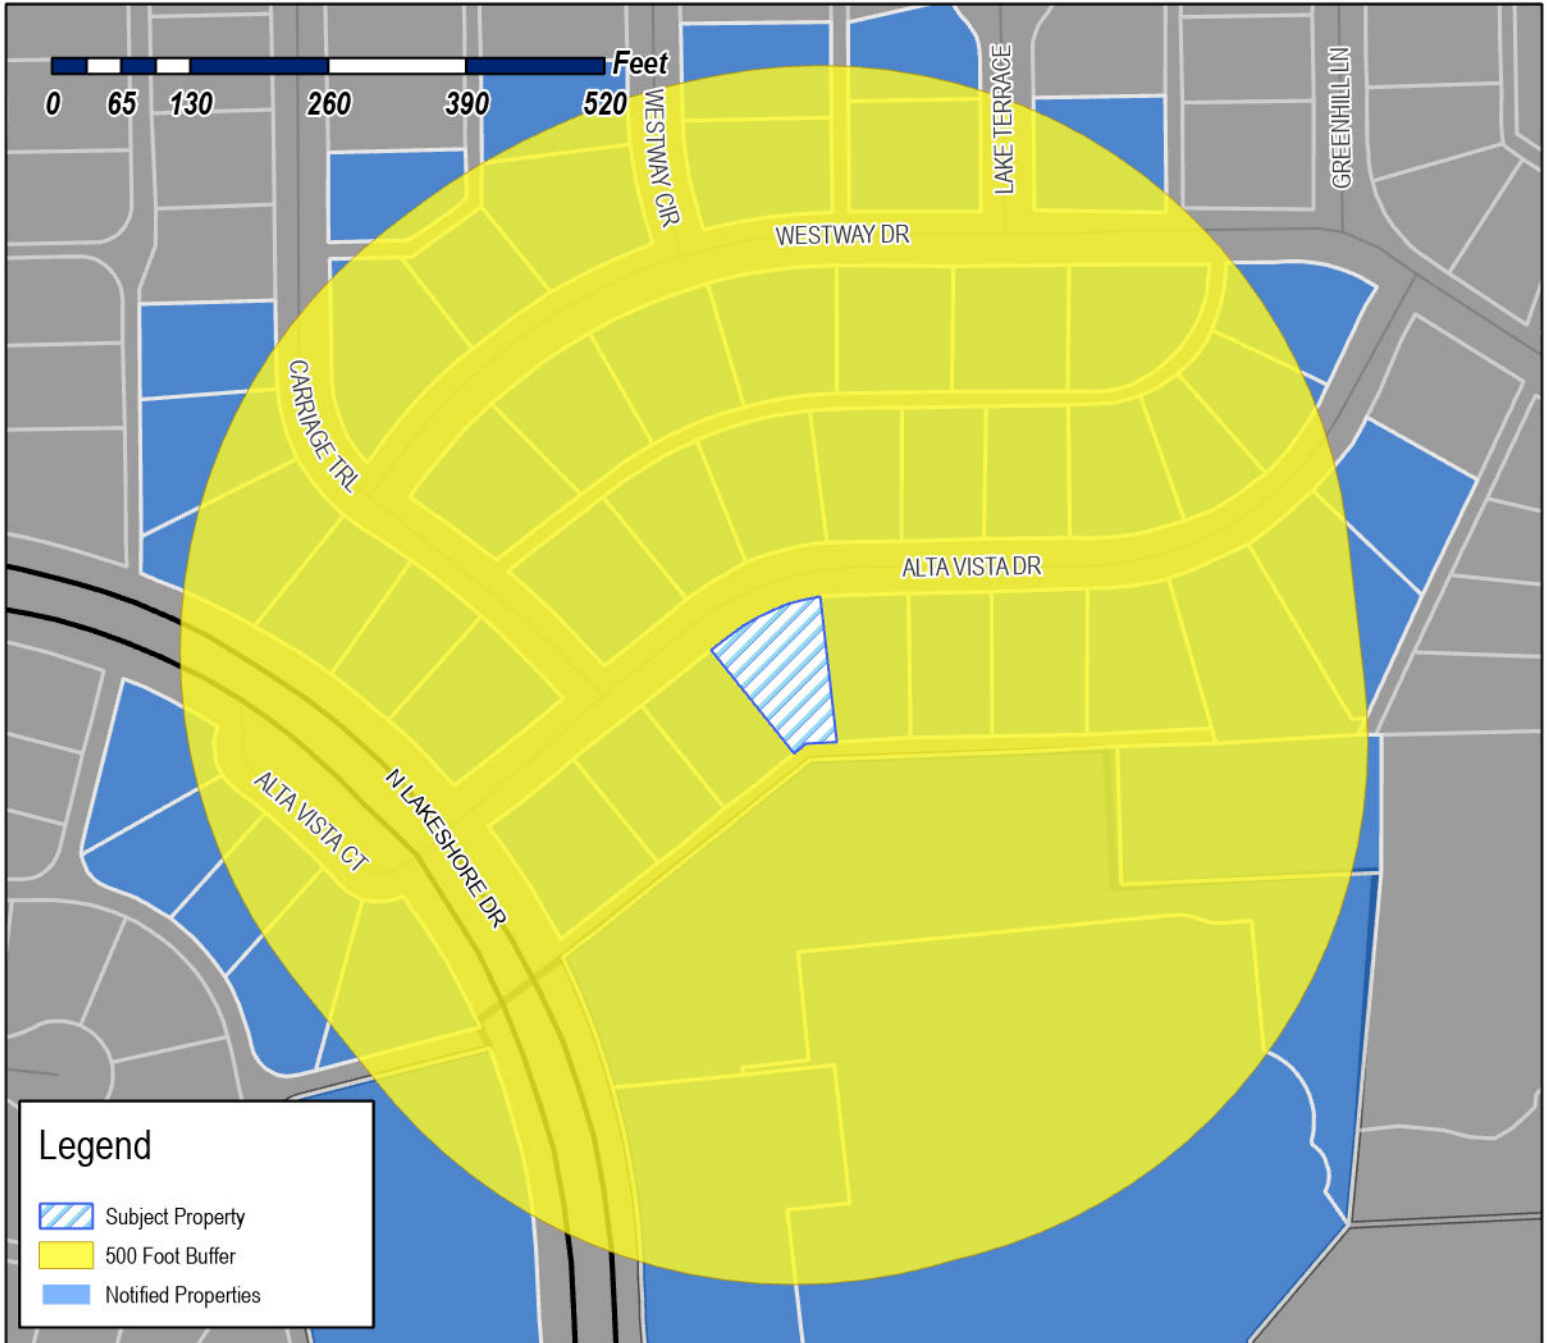 Feet
0 65 130 260 390 520
WESTWAY CIR
LAKE TERRACE
GREENHILL LN
WESTWAY DR
CARRIAGE TRL
ALTA VISTA DR
ALTA VISTA CT
N LAKESHORE DR
Legend
Subject Property
500 Foot Buffer
Notified Properties